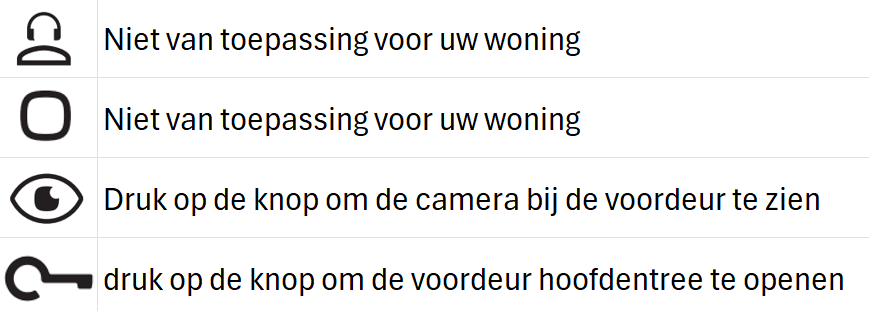 Niet van toepassing voor uw woning
Niet van toepassing voor uw woning
Druk op de knop om de camera bij de voordeur te zien
druk op de knop om de voordeur hoofdentree te openen